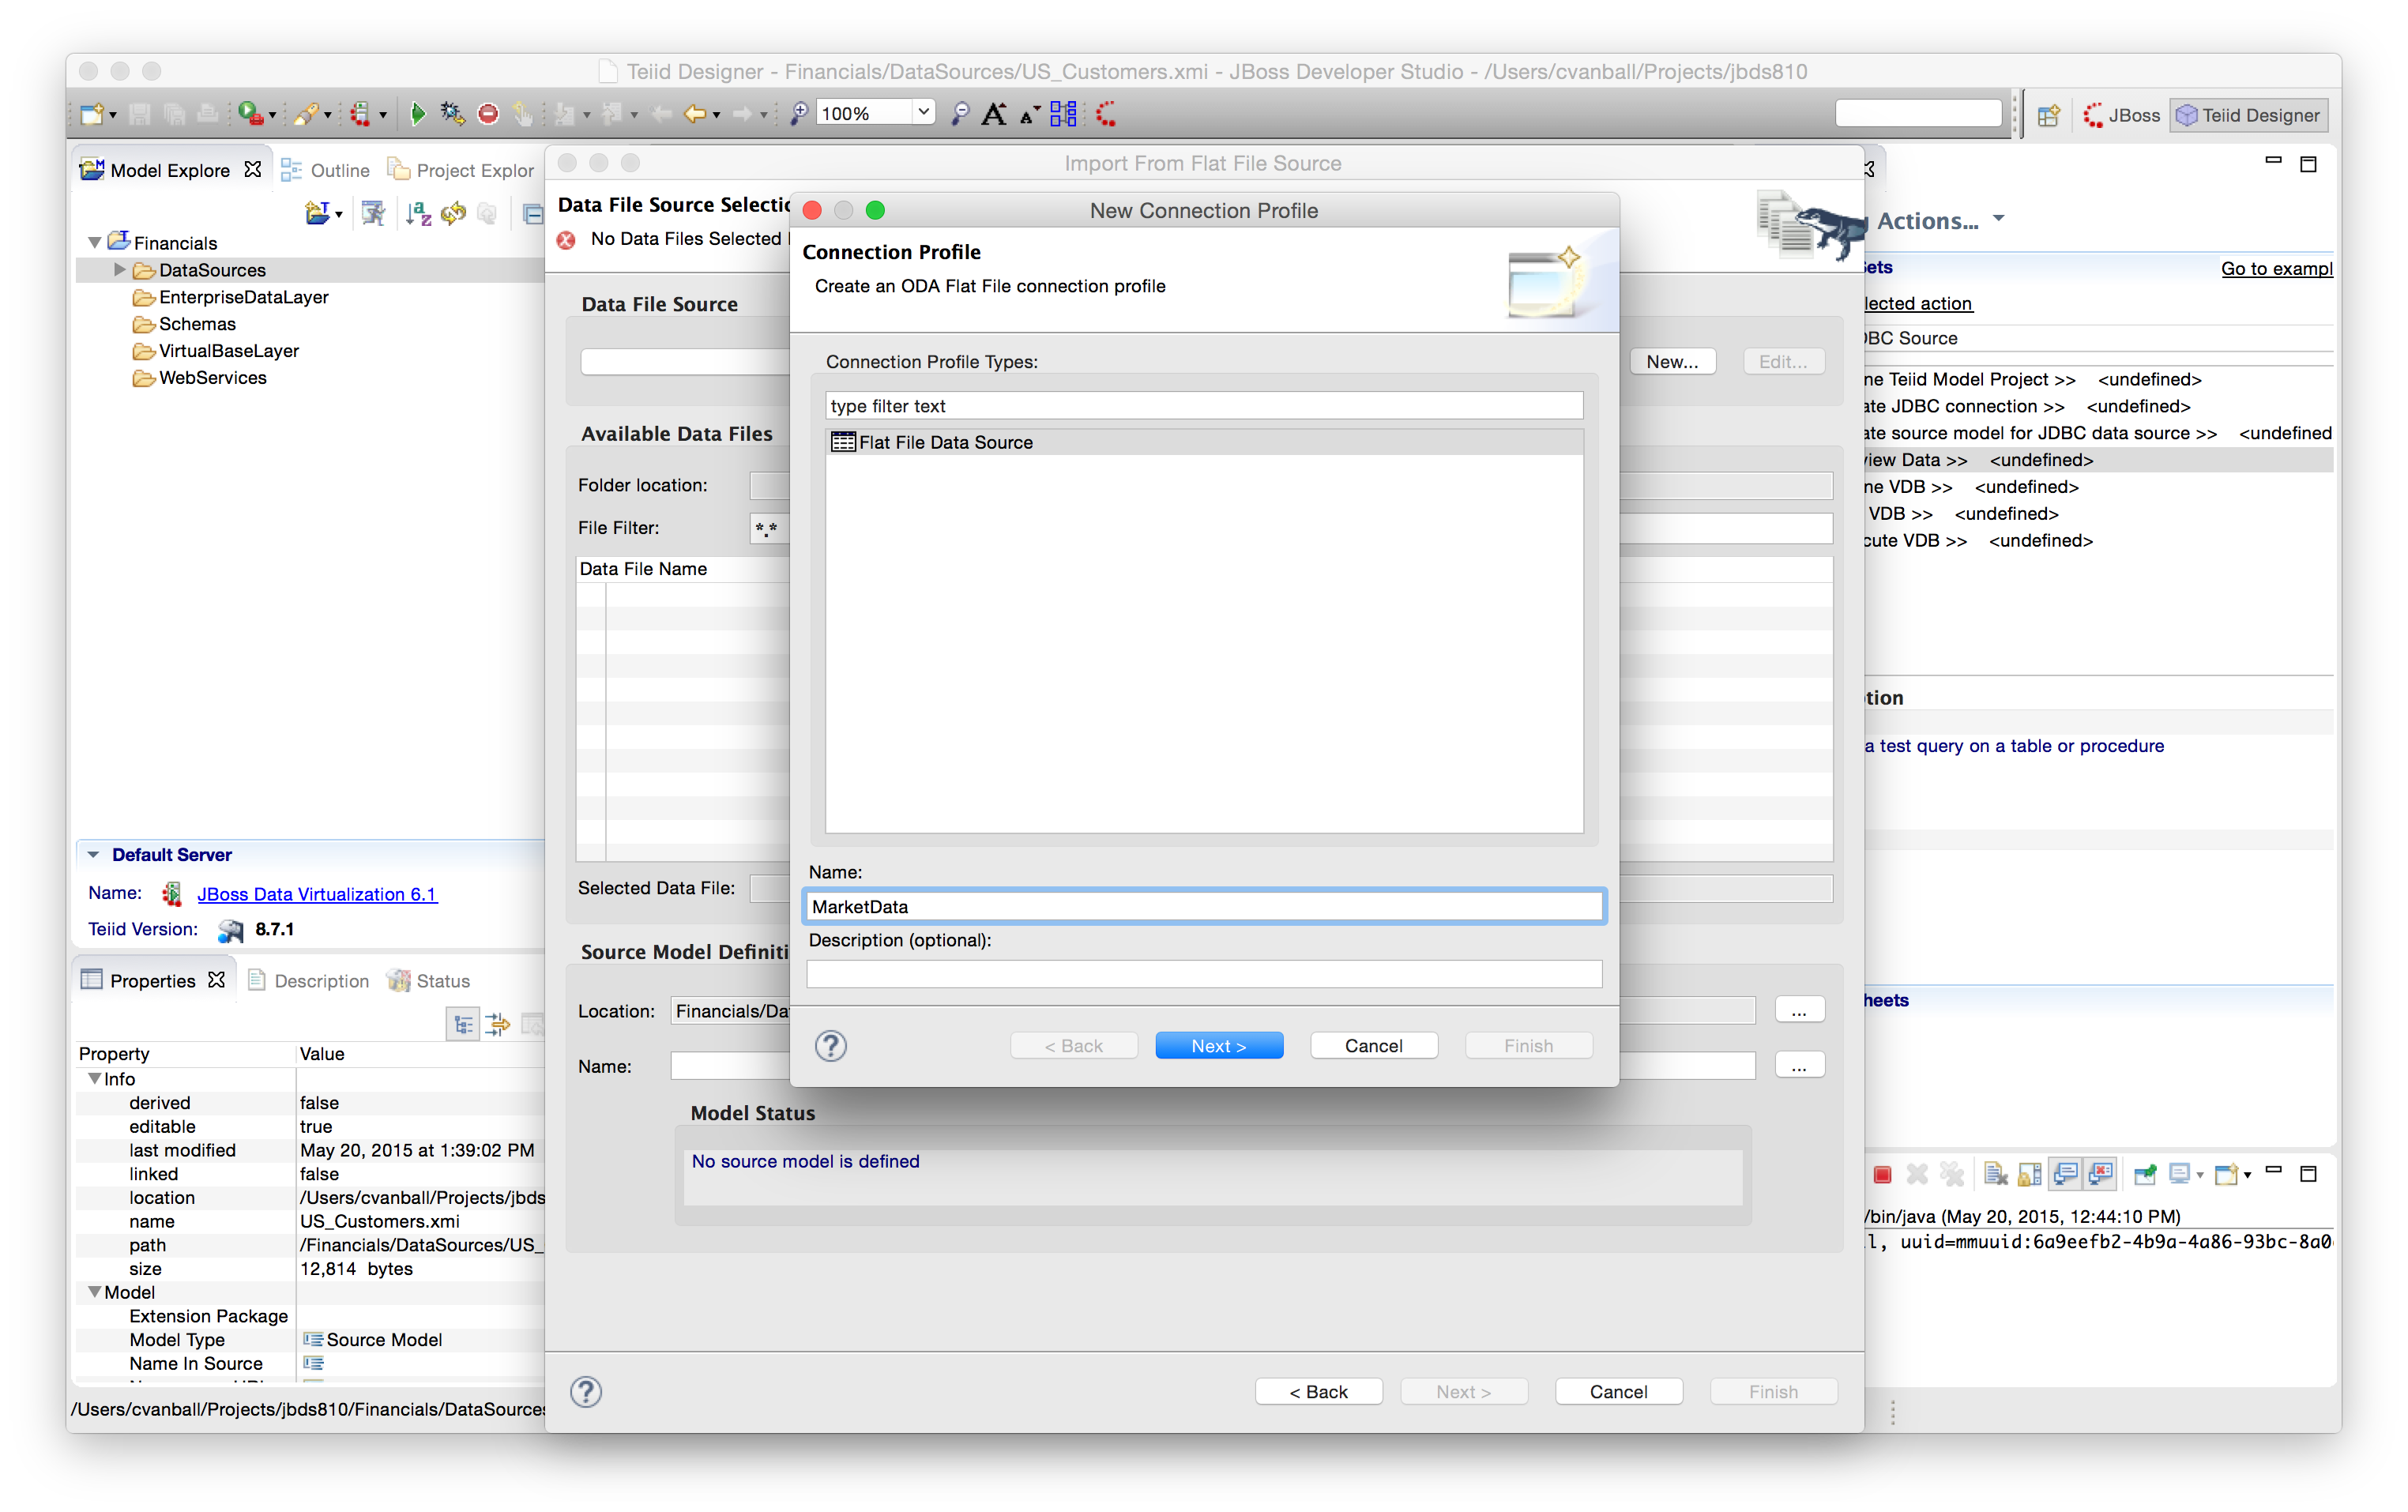 Teiid Designer - Financials/DataSources/US_Customers.xmi - JBoss Developer Studio - /Users/cvanball/Projects/jbds810
100%
JBoss
Teiid Designer
Model Explore
Outline
Project Explor
Financials
DataSources
EnterpriseDataLayer
Schemas
VirtualBaseLayer
WebServices
Default Server
Name: JBoss Data Virtualization 6.1
Teiid Version: 8.7.1
Properties
Description
Status
Property Value
Info
derived false
editable true
last modified May 20, 2015 at 1:39:02 PM
linked false
location /Users/cvanball/Projects/jbds
name US_Customers.xmi
path /Financials/DataSources/US_
size 12,814 bytes
Model
Extension Package
Model Type Source Model
Name In Source
/Users/cvanball/Projects/jbds810/Financials/DataSources
Import From Flat File Source
Data File Source Selectio
No Data Files Selected
Data File Source
New...
Edit...
Available Data Files
Folder location:
File Filter: *.*
Data File Name
Selected Data File:
Source Model Definiti
Location: Financials/Da
...
Name:
...
Model Status
No source model is defined
?
< Back
Next >
Cancel
Finish
New Connection Profile
Connection Profile
Create an ODA Flat File connection profile
Connection Profile Types:
type filter text
Flat File Data Source
Name:
MarketData
Description (optional):
?
< Back
Next >
Cancel
Finish
Actions...
ets
Go to exampl
lected action
BC Source
ne Teiid Model Project >> <undefined>
ate JDBC connection >> <undefined>
ate source model for JDBC data source >> <undefined
view Data >> <undefined>
ne VDB >> <undefined>
VDB >> <undefined>
cute VDB >> <undefined>
tion
a test query on a table or procedure
heets
/bin/java (May 20, 2015, 12:44:10 PM)
l, uuid=mmuuid:6a9eefb2-4b9a-4a86-93bc-8a0